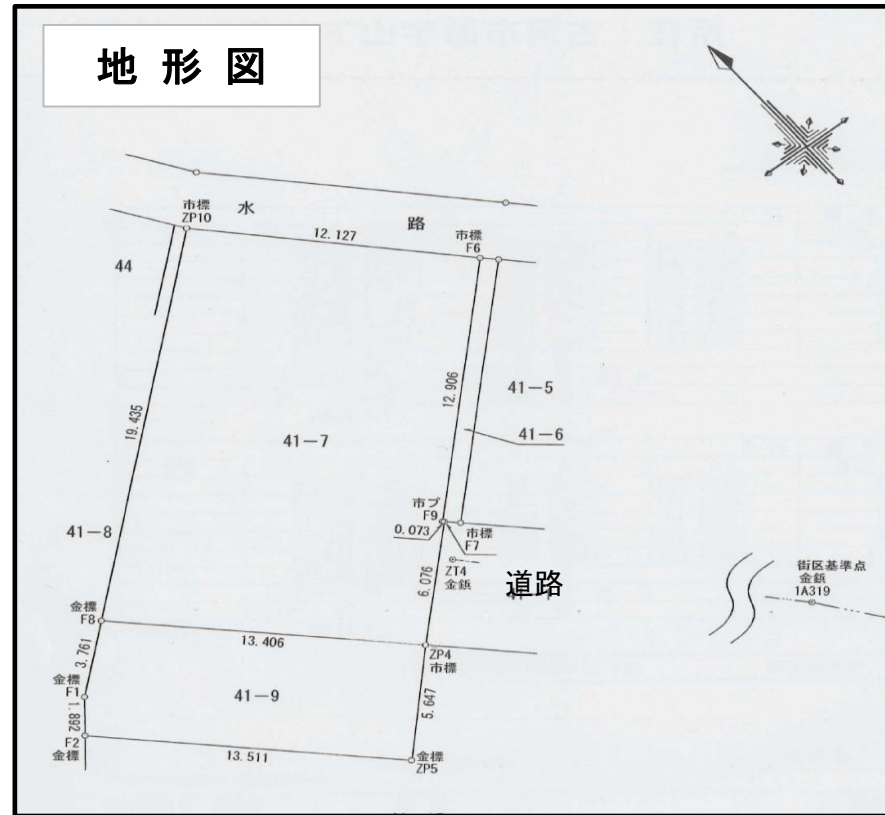 地形図
水路
市標
ZP10
12.127
市標
F6
44
19.435
12.906
41-5
41-6
41-7
41-8
市プ
F9
0.073
市標
F7
ZT4
金鋲
6.076
道路
街区基準点
金鋲
1A319
金標
F8
13.406
ZP4
市標
3.761
金標
F1
41-9
5.647
1.892
F2
金標
13.511
金標
ZP5